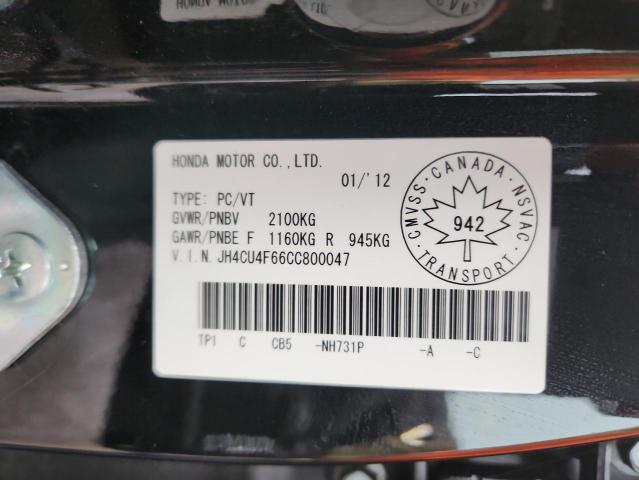 HONDA MOTOR CO.,LTD.
01/'12
TYPE: PC/VT
GVWR/PNBV 2100KG
GAWR/PNBE F 1160KG R 945KG
V.I.N.JH4CU4F66CC800047
CMVSS · CANADA · NSVAC
942
TRANSPORT
TP1 C CB5 -NH731P -A -C